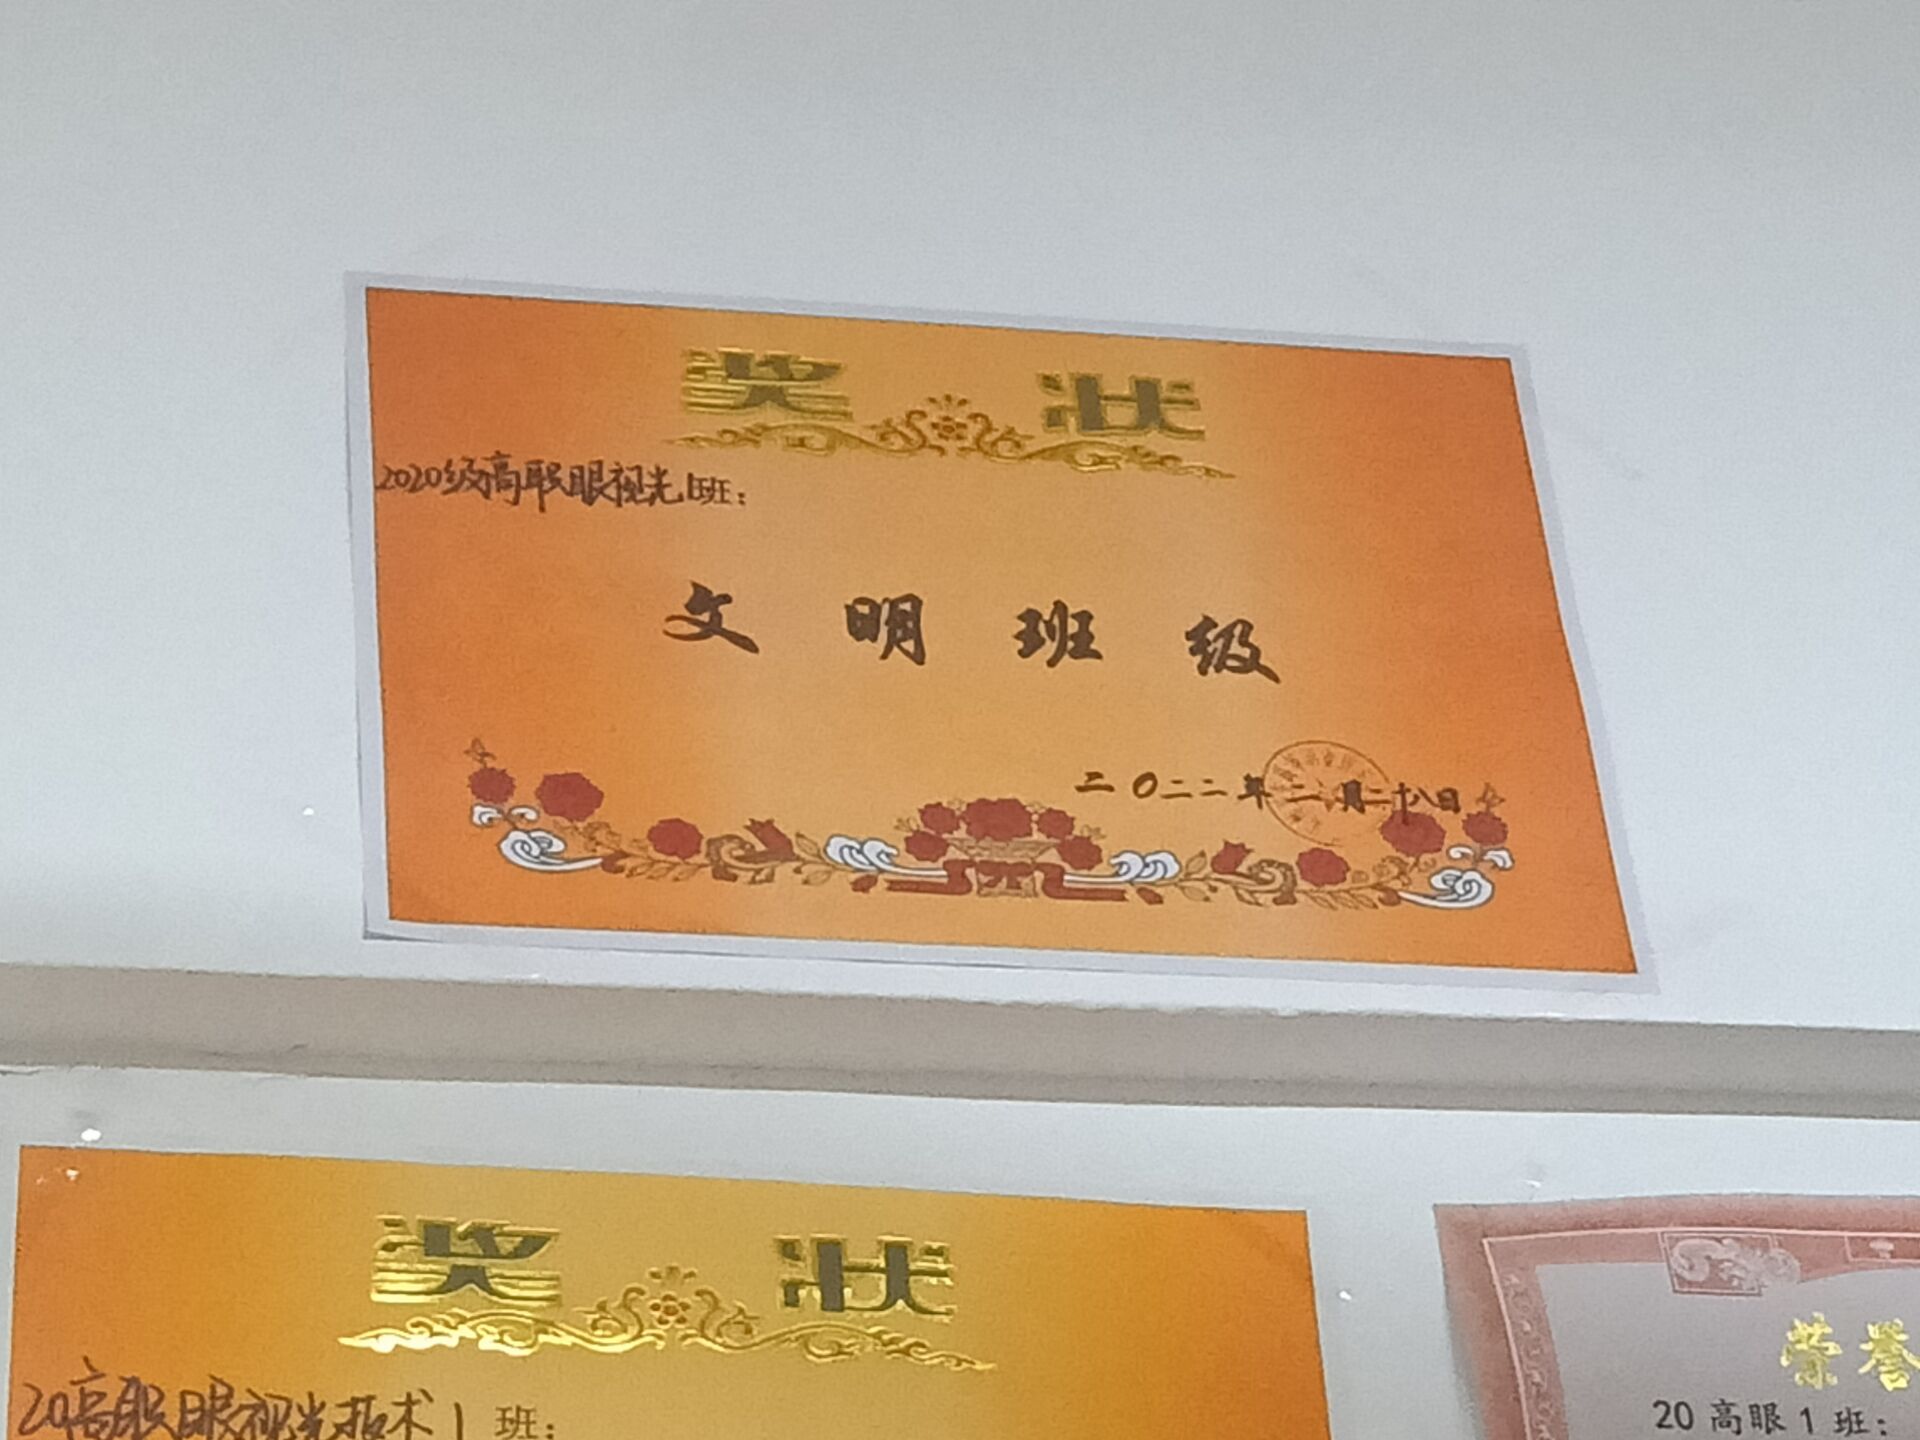 奖状
2020级高职眼视光1班：
文明班级
二〇二二年二月二十八日
奖状
20高职眼视光技术1班：
荣誉
20高眼1班：